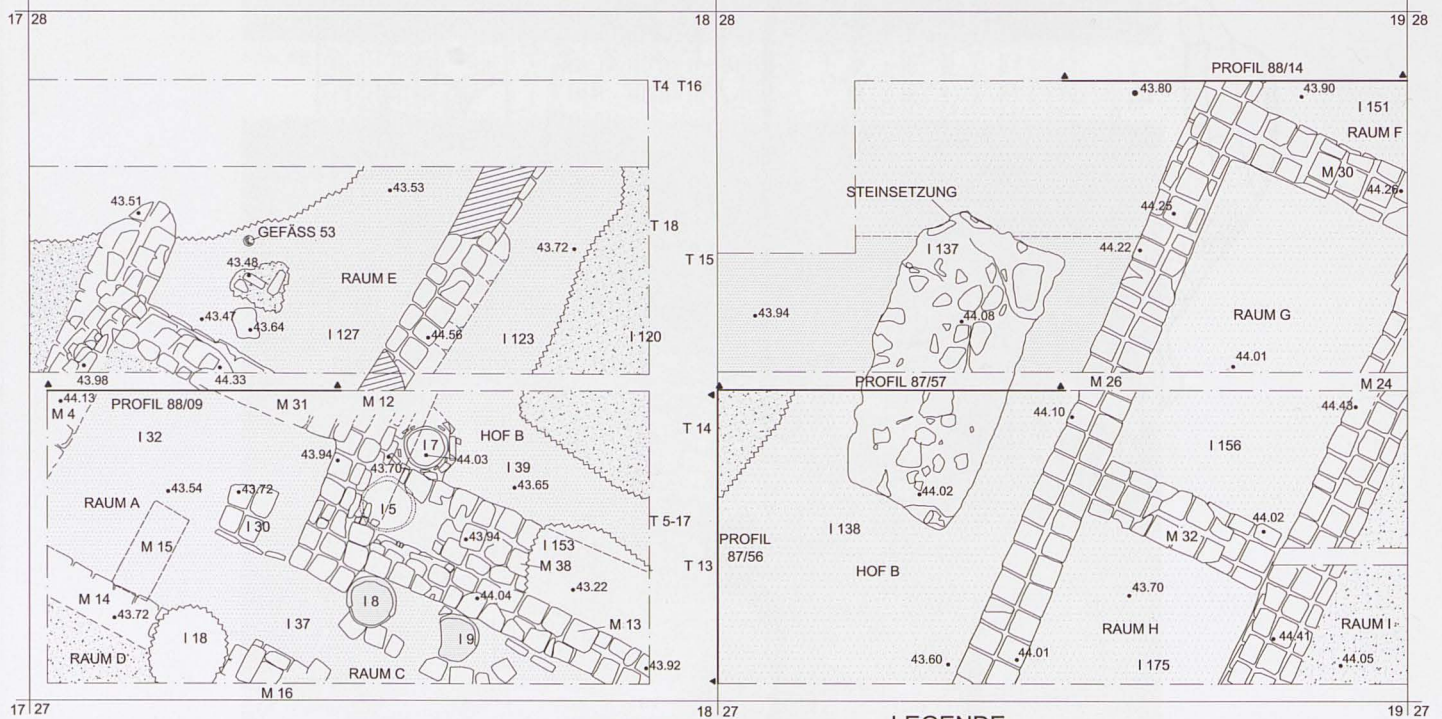 17 28
18 28
19 28
T4 T16
PROFIL 88/14
43.80
43.90
I 151
RAUM F
M 30
44.26
STEINSETZUNG
43.51
43.53
GEFÄSS 53
T 18
43.72
44.25
44.22
I 137
43.48
RAUM E
T 15
43.47
43.64
I 127
44.56
I 123
I 120
43.94
44.08
RAUM G
43.98
44.33
44.01
PROFIL 88/09
M 31
M 12
PROFIL 87/57
M 26
M 24
44.13
M 4
I 32
HOF B
I 7
T 14
44.10
44.43
43.94
43.70
44.03
I 39
43.65
I 156
RAUM A
43.54
43.72
I 30
I 5
44.02
T 5-17
44.02
M 15
43.94
I 153
M 38
PROFIL
87/56
I 138
M 32
HOF B
T 13
M 14
43.72
I 8
44.04
43.22
43.70
I 18
I 37
I 9
M 13
RAUM H
44.41
RAUM I
RAUM D
RAUM C
43.92
43.60
44.01
I 175
44.05
M 16
17 27
18 27
19 27
LEGENDE